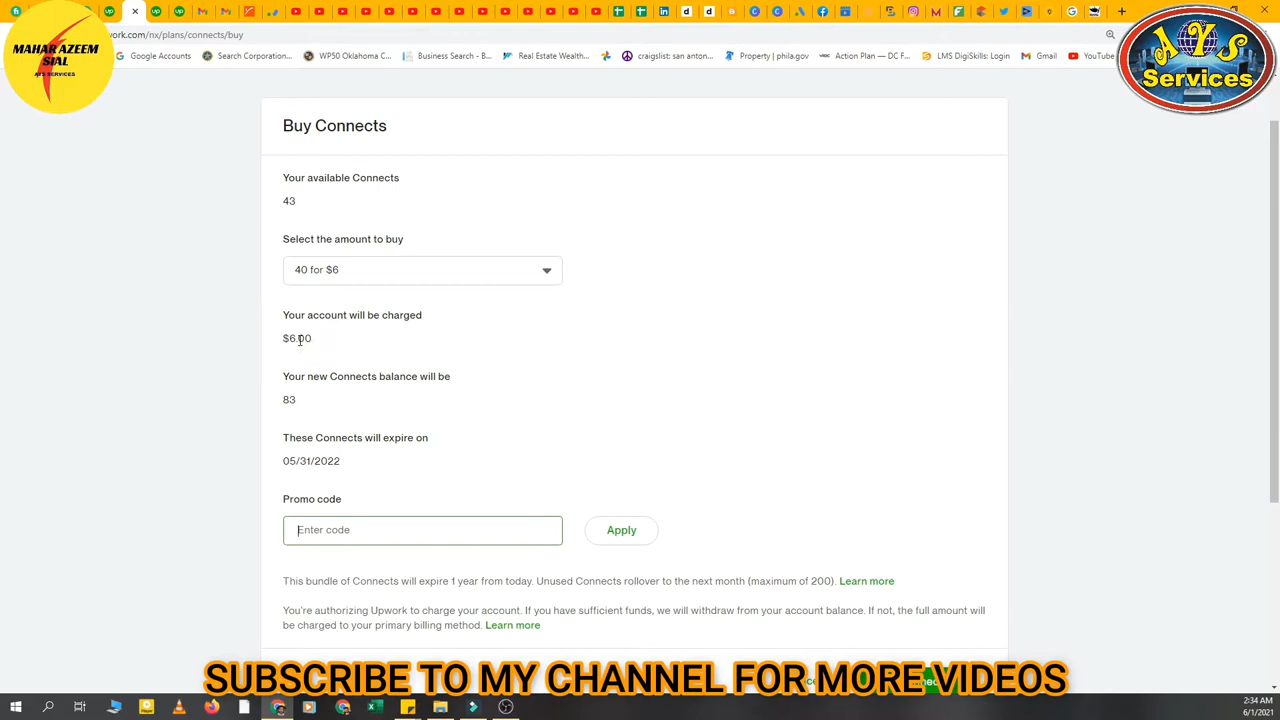 MAHAR AZEEM
SIAL
AYS SERVICES
AYS
Services
work.com/nx/plans/connects/buy
Google Accounts
Search Corporation...
WP50 Oklahoma C...
Business Search - B...
Real Estate Wealth...
craigslist: san anton...
Property | phila.gov
Action Plan — DC F...
LMS DigiSkills: Login
Gmail
YouTube
Buy Connects
Your available Connects
43
Select the amount to buy
40 for $6
Your account will be charged
$6.00
Your new Connects balance will be
83
These Connects will expire on
05/31/2022
Promo code
Enter code
Apply
This bundle of Connects will expire 1 year from today. Unused Connects rollover to the next month (maximum of 200). Learn more
You're authorizing Upwork to charge your account. If you have sufficient funds, we will withdraw from your account balance. If not, the full amount will
be charged to your primary billing method. Learn more
SUBSCRIBE TO MY CHANNEL FOR MORE VIDEOS
2:34 AM
6/1/2021